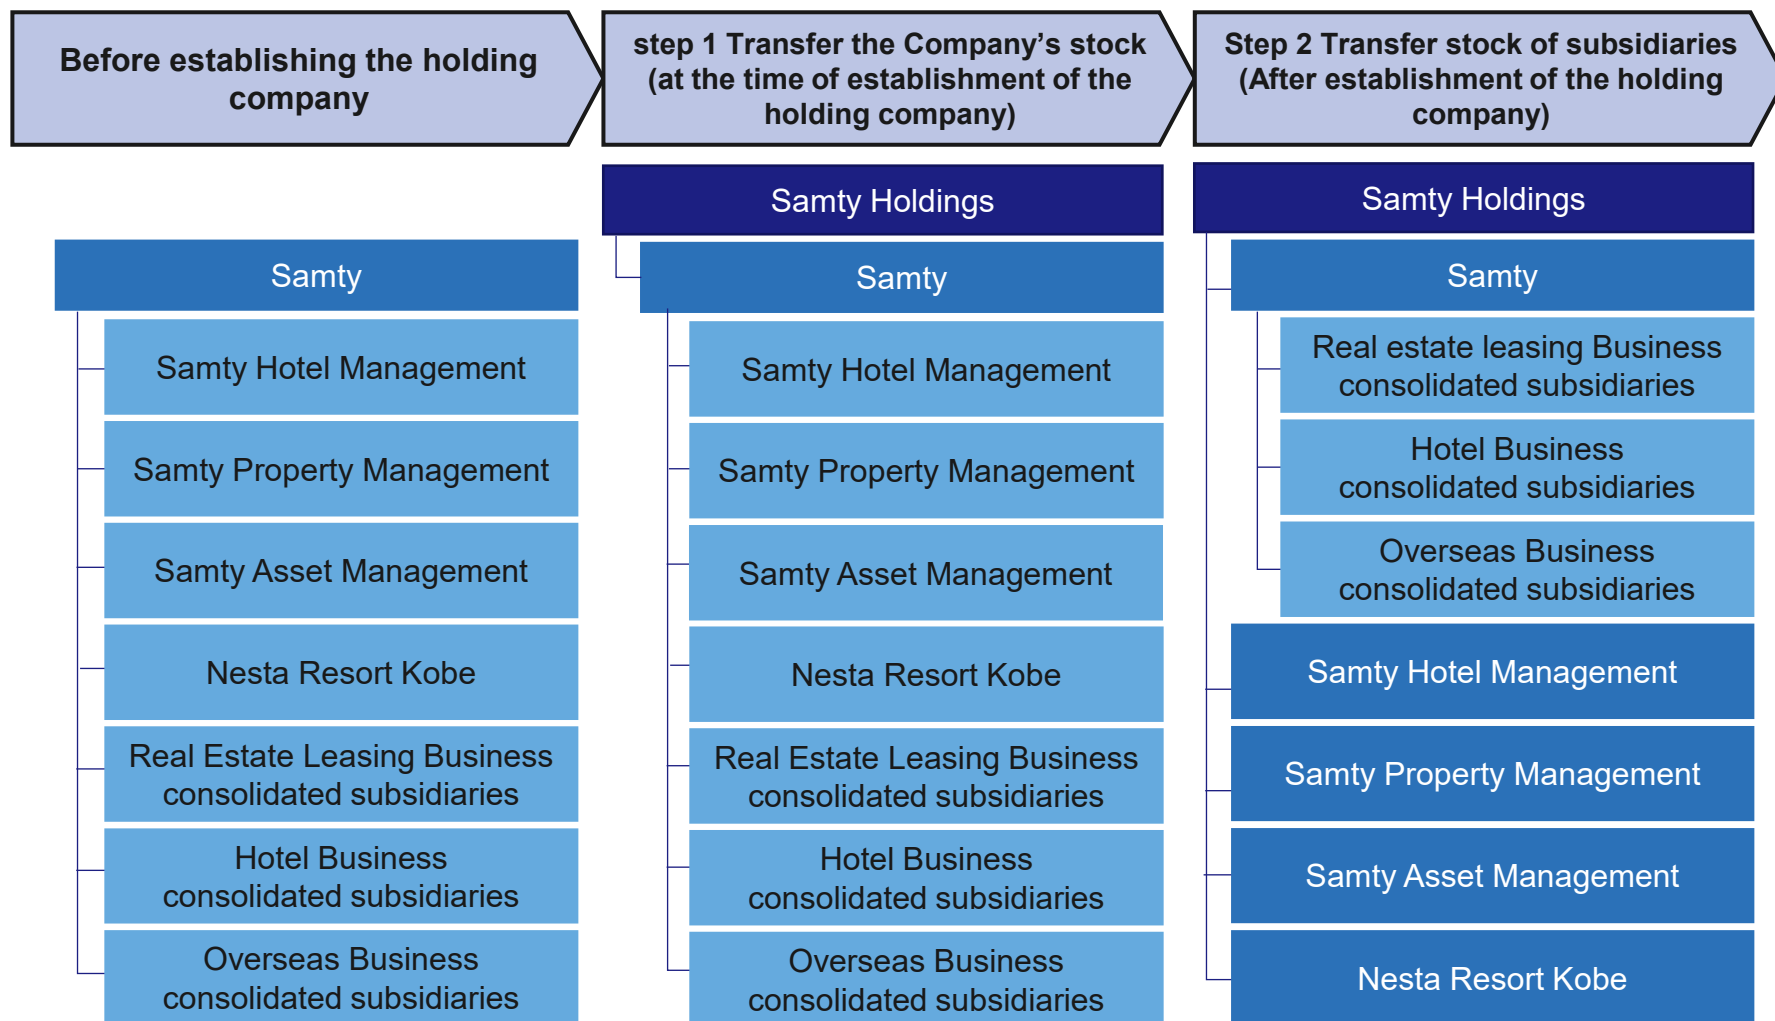 Before establishing the holding
company
step 1 Transfer the Company’s stock
(at the time of establishment of the
holding company)
Step 2 Transfer stock of subsidiaries
(After establishment of the holding
company)
Samty
Samty Hotel Management
Samty Property Management
Samty Asset Management
Nesta Resort Kobe
Real Estate Leasing Business
consolidated subsidiaries
Hotel Business
consolidated subsidiaries
Overseas Business
consolidated subsidiaries
Samty Holdings
Samty
Samty Hotel Management
Samty Property Management
Samty Asset Management
Nesta Resort Kobe
Real Estate Leasing Business
consolidated subsidiaries
Hotel Business
consolidated subsidiaries
Overseas Business
consolidated subsidiaries
Samty Holdings
Samty
Real estate leasing Business
consolidated subsidiaries
Hotel Business
consolidated subsidiaries
Overseas Business
consolidated subsidiaries
Samty Hotel Management
Samty Property Management
Samty Asset Management
Nesta Resort Kobe